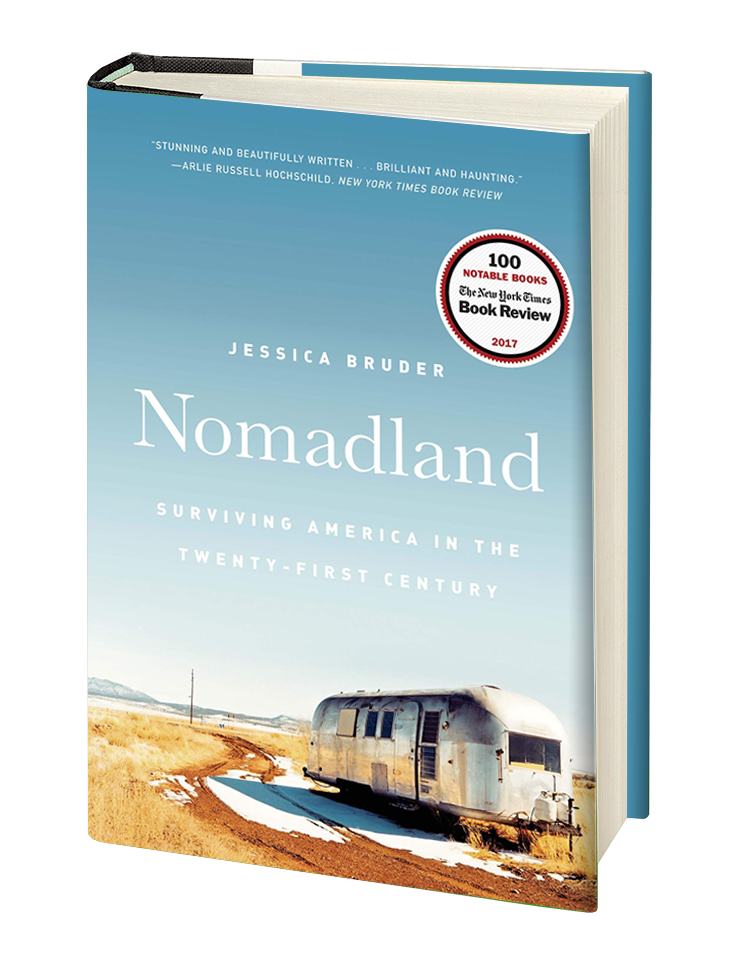 "STUNNING AND BEAUTIFULLY WRITTEN . . . BRILLIANT AND HAUNTING."
—ARLIE RUSSELL HOCHSCHILD, NEW YORK TIMES BOOK REVIEW
100
NOTABLE BOOKS
The New York Times
Book Review
2017
JESSICA BRUDER
Nomadland
SURVIVING AMERICA IN THE
TWENTY-FIRST CENTURY